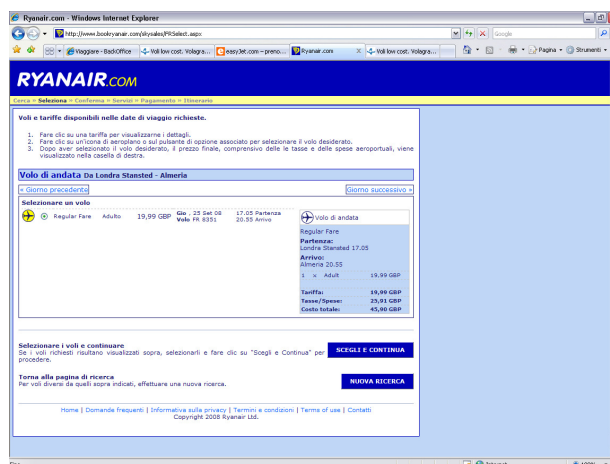 Ryanair.com - Windows Internet Explorer
http://www.bookryanair.com/skysales/FRSelect.aspx
Google
Viaggiare - BackOffice
Voli low cost. Volagra...
easyJet.com – preno...
Ryanair.com
X
Voli low cost. Volagra...
Pagina
Strumenti
RYANAIR.COM
Cerca » Seleziona » Conferma » Servizi » Pagamento » Itinerario
Voli e tariffe disponibili nelle date di viaggio richieste.
1. Fare clic su una tariffa per visualizzarne i dettagli.
2. Fare clic su un'icona di aeroplano o sul pulsante di opzione associato per selezionare il volo desiderato.
3. Dopo aver selezionato il volo desiderato, il prezzo finale, comprensivo delle le tasse e delle spese aeroportuali, viene
visualizzato nella casella di destra.
Volo di andata Da Londra Stansted - Almeria
« Giorno precedente
Giorno successivo »
Selezionare un volo
Regular Fare Adulto 19,99 GBP Gio , 25 Set 08 17.05 Partenza
Volo FR 8351 20.55 Arrivo
Volo di andata
Regular Fare
Partenza:
Londra Stansted 17.05
Arrivo:
Almeria 20.55
1 x Adult 19,99 GBP
Tariffa: 19,99 GBP
Tasse/Spese: 25,91 GBP
Costo totale: 45,90 GBP
Selezionare i voli e continuare
Se i voli richiesti risultano visualizzati sopra, selezionarli e fare clic su "Scegli e Continua" per
procedere.
SCEGLI E CONTINUA
Torna alla pagina di ricerca
Per voli diversi da quelli sopra indicati, effettuare una nuova ricerca.
NUOVA RICERCA
Home | Domande frequenti | Informativa sulla privacy | Termini e condizioni | Terms of use | Contatti
Copyright 2008 Ryanair Ltd.